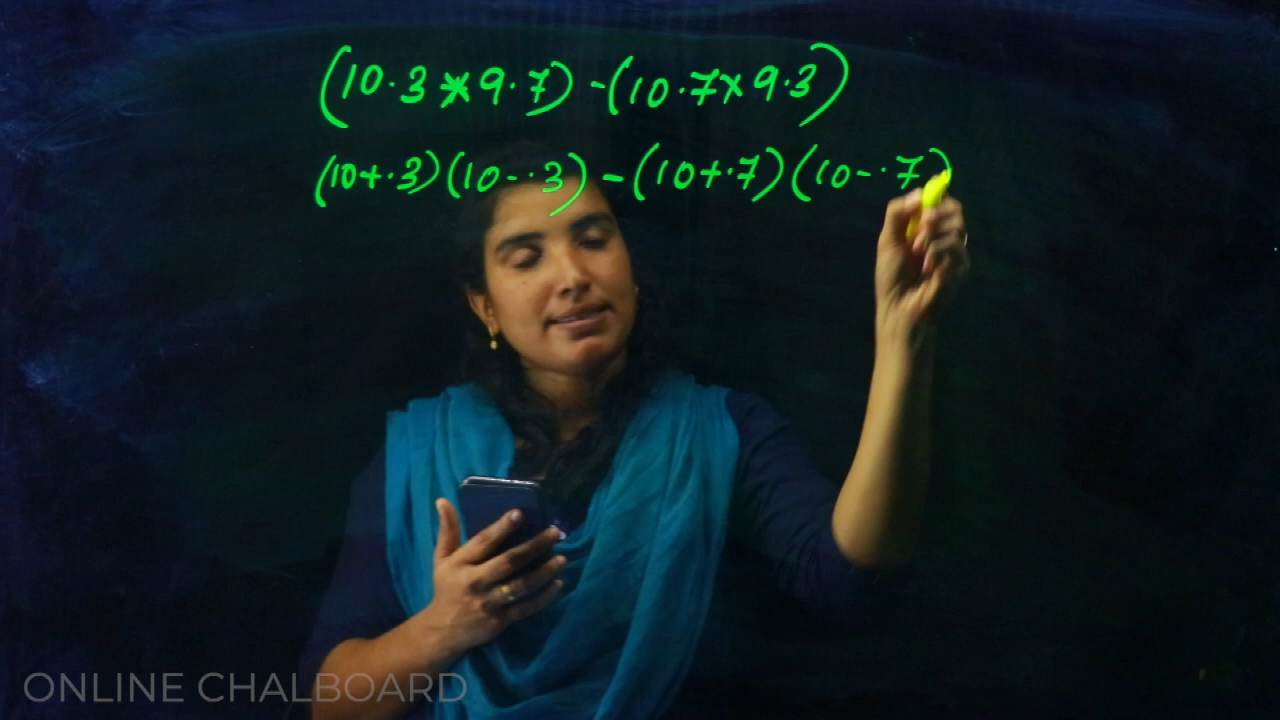 (10.3 × 9.7) - (10.7 × 9.3)
(10+.3)(10-.3) - (10+.7)(10-.7)
ONLINE CHALBOARD